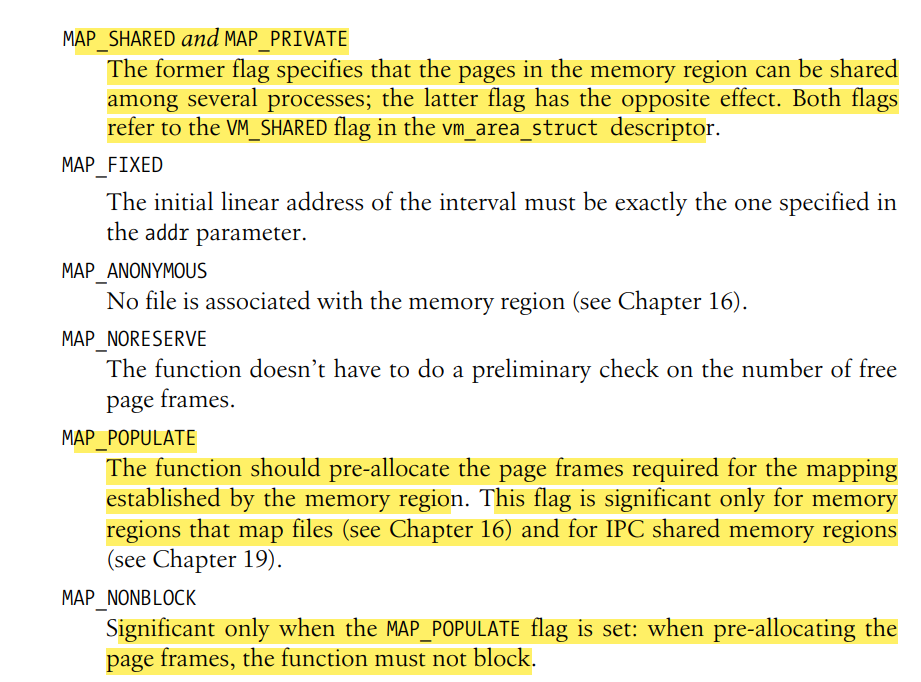 MAP_SHARED and MAP_PRIVATE
The former flag specifies that the pages in the memory region can be shared
among several processes; the latter flag has the opposite effect. Both flags
refer to the VM_SHARED flag in the vm_area_struct descriptor.
MAP_FIXED
The initial linear address of the interval must be exactly the one specified in
the addr parameter.
MAP_ANONYMOUS
No file is associated with the memory region (see Chapter 16).
MAP_NORESERVE
The function doesn’t have to do a preliminary check on the number of free
page frames.
MAP_POPULATE
The function should pre-allocate the page frames required for the mapping
established by the memory region. This flag is significant only for memory
regions that map files (see Chapter 16) and for IPC shared memory regions
(see Chapter 19).
MAP_NONBLOCK
Significant only when the MAP_POPULATE flag is set: when pre-allocating the
page frames, the function must not block.